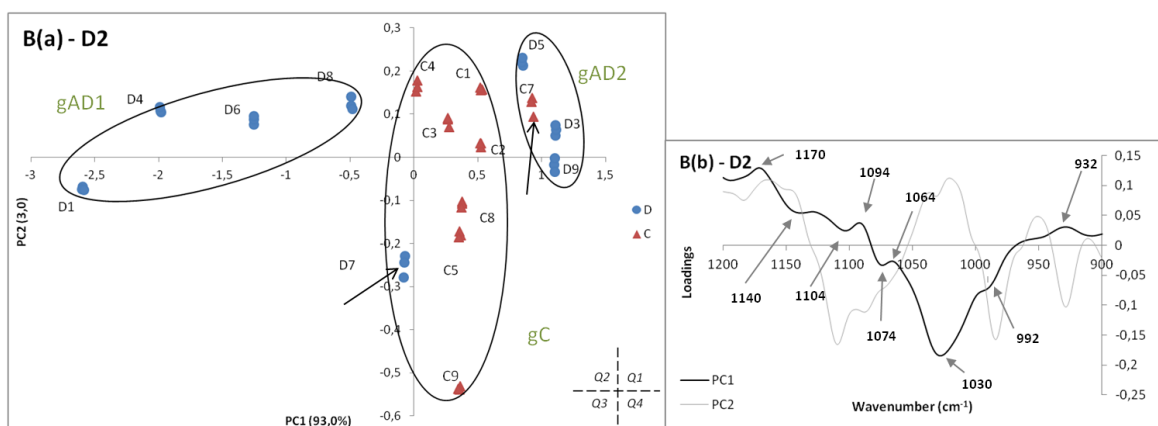 B(a) - D2
0,3
0,2
0,1
0
-0,1
-0,2
-0,3
-0,4
-0,5
-0,6
-3
-2,5
-2
-1,5
-1
-0,5
0
0,5
1
1,5
PC2 (3,0)
PC1 (93,0%)
gAD1
gAD2
gC
D1
D4
D6
D8
D7
C4
C1
C3
C2
C8
C5
C9
D5
C7
D3
D9
D
C
Q2 Q1
Q3 Q4
B(b) - D2
1170
1094
1064
932
1140
1104
1074
1030
992
0,15
0,1
0,05
0
-0,05
-0,1
-0,15
-0,2
-0,25
1200 1150 1100 1050 1000 950 900
Loadings
PC1
PC2
Wavenumber (cm⁻¹)